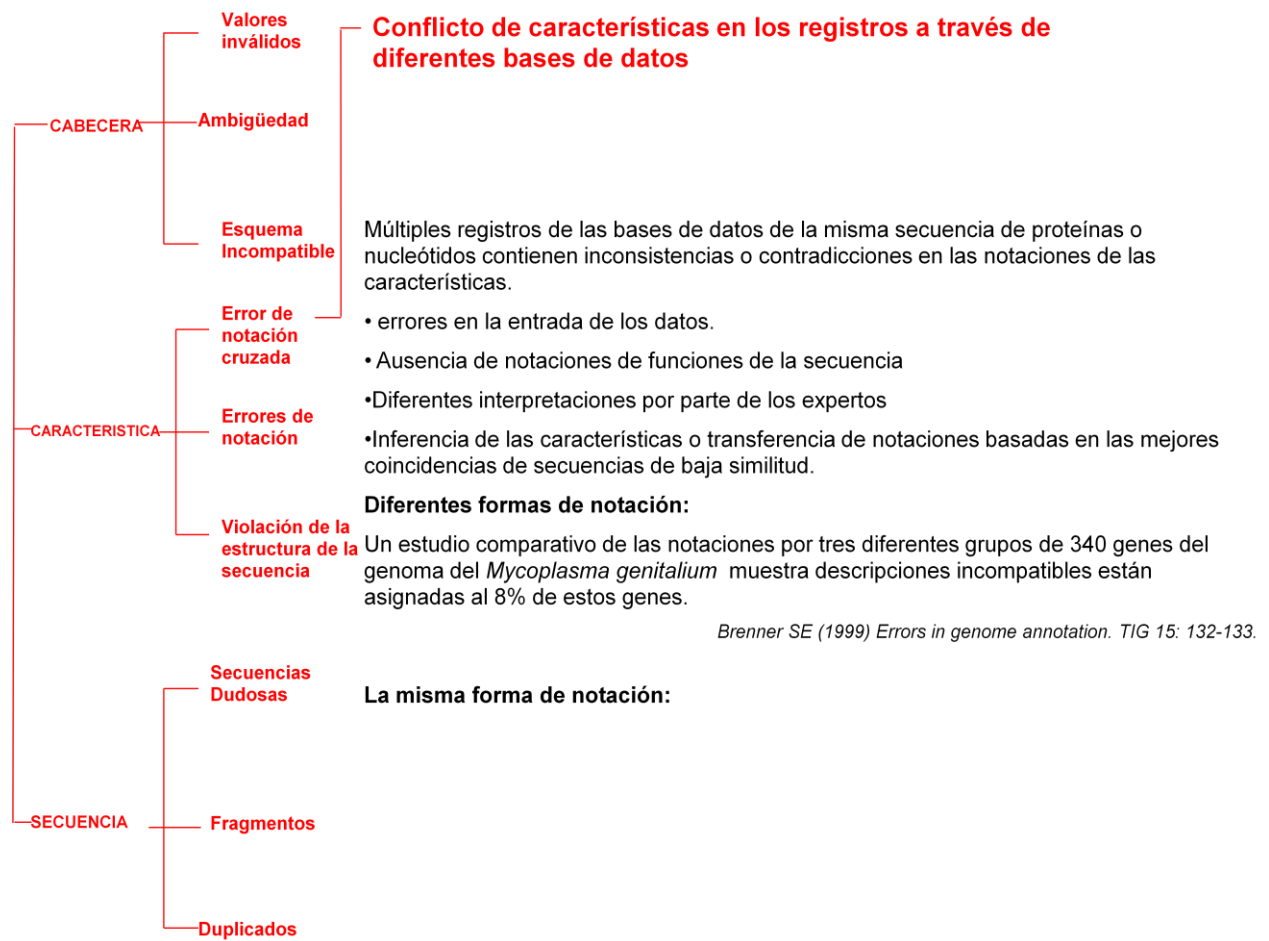 Valores
inválidos
Conflicto de características en los registros a través de
diferentes bases de datos
CABECERA
Ambigüedad
Esquema
Incompatible
Múltiples registros de las bases de datos de la misma secuencia de proteínas o
nucleótidos contienen inconsistencias o contradicciones en las notaciones de las
características.
Error de
notación
cruzada
• errores en la entrada de los datos.
• Ausencia de notaciones de funciones de la secuencia
•Diferentes interpretaciones por parte de los expertos
CARACTERISTICA
Errores de
notación
•Inferencia de las características o transferencia de notaciones basadas en las mejores
coincidencias de secuencias de baja similitud.
Diferentes formas de notación:
Violación de la
estructura de la
secuencia
Un estudio comparativo de las notaciones por tres diferentes grupos de 340 genes del
genoma del Mycoplasma genitalium muestra descripciones incompatibles están
asignadas al 8% de estos genes.
Brenner SE (1999) Errors in genome annotation. TIG 15: 132-133.
Secuencias
Dudosas
La misma forma de notación:
SECUENCIA
Fragmentos
Duplicados